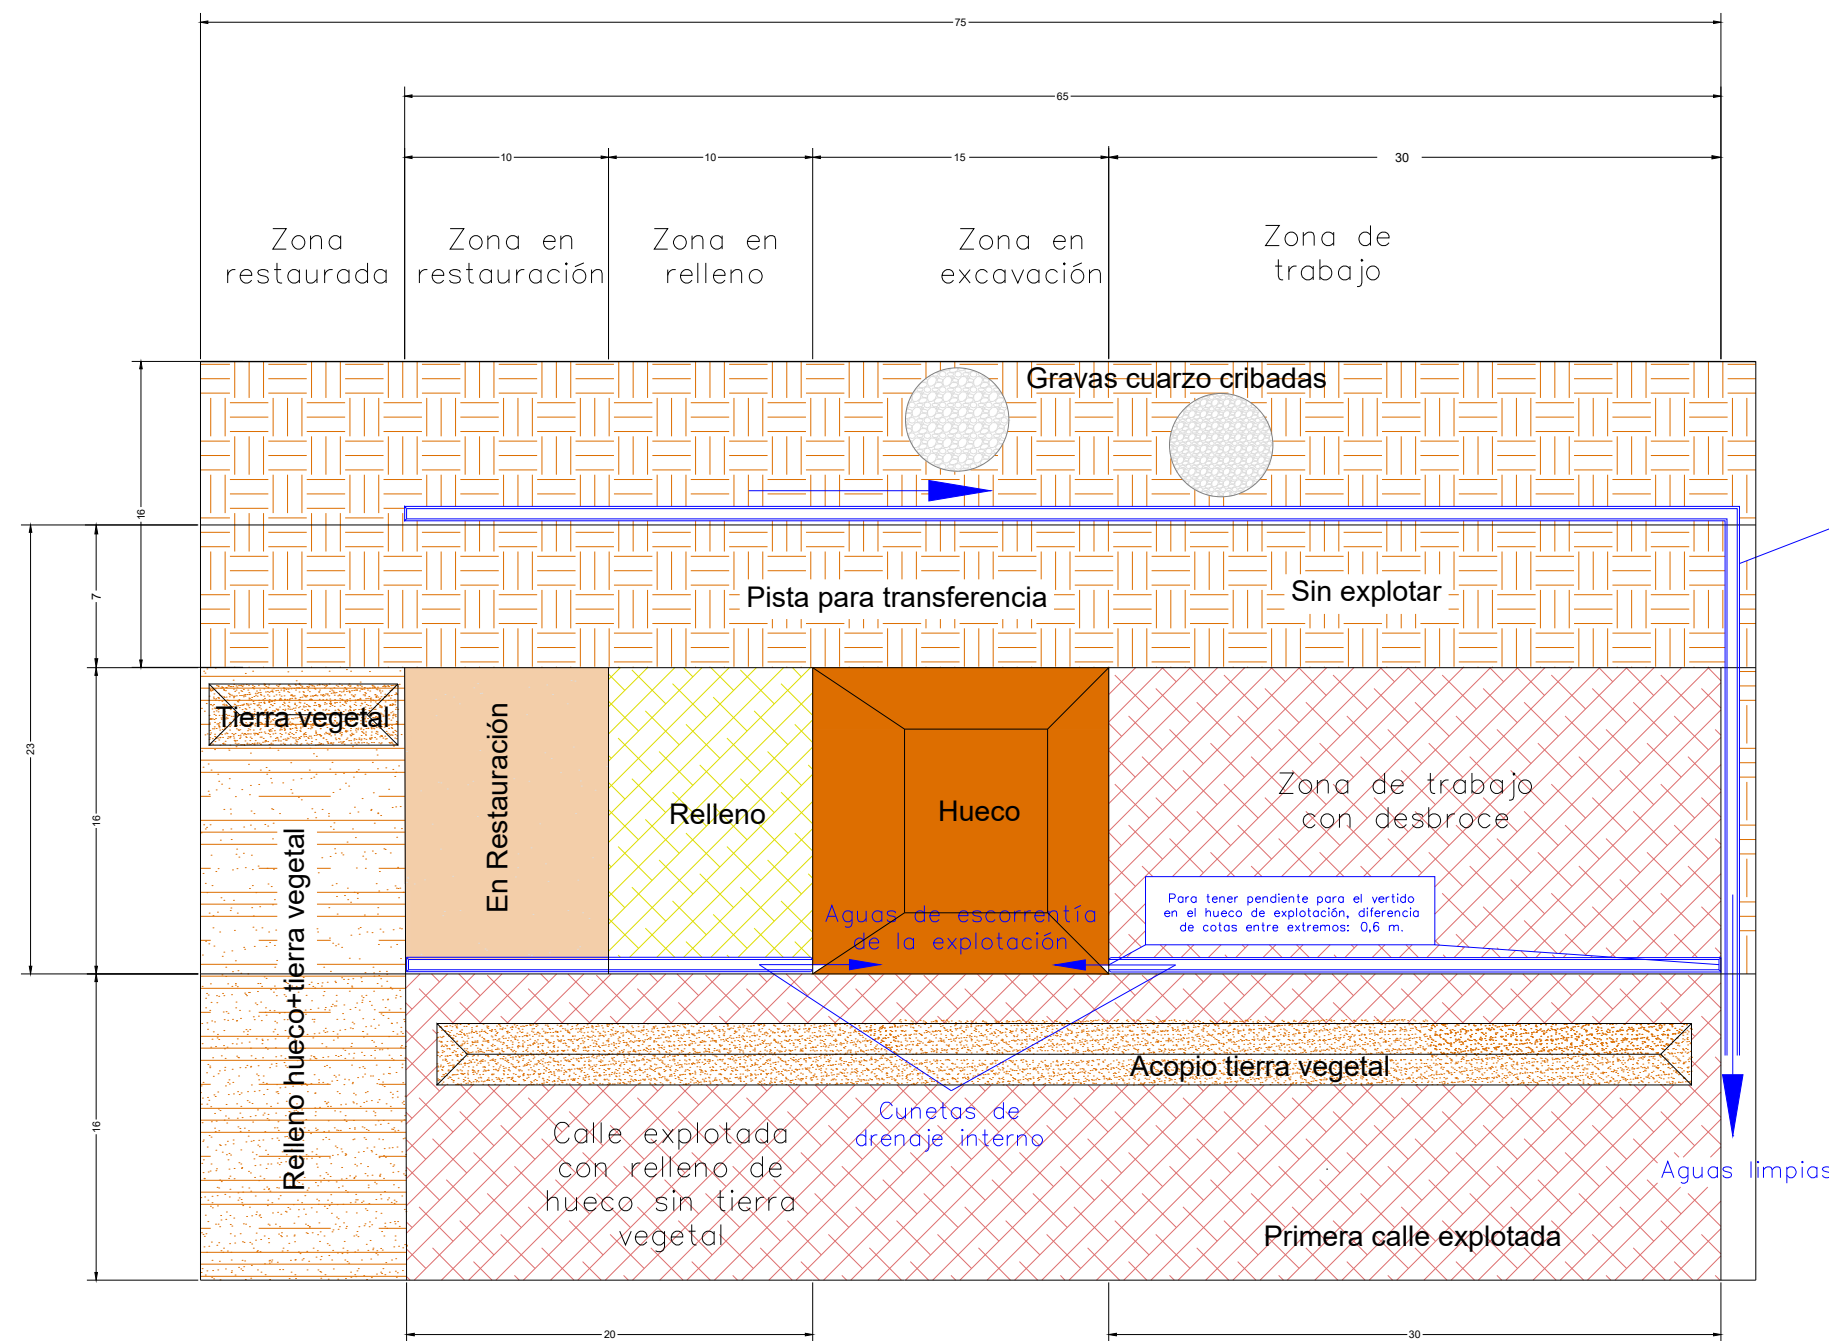 75
65
10
10
15
30
Zona
restaurada
Zona en
restauración
Zona en
relleno
Zona en
excavación
Zona de
trabajo
Gravas cuarzo cribadas
16
7
23
16
16
Pista para transferencia
Sin explotar
Tierra vegetal
En Restauración
Relleno
Hueco
Zona de trabajo
con desbroce
Relleno hueco+tierra vegetal
Aguas de escorrentía
de la explotación
Para tener pendiente para el vertido
en el hueco de explotación, diferencia
de cotas entre extremos: 0,6 m.
Acopio tierra vegetal
Cunetas de
drenaje interno
Calle explotada
con relleno de
hueco sin tierra
vegetal
Aguas limpias
Primera calle explotada
20
30